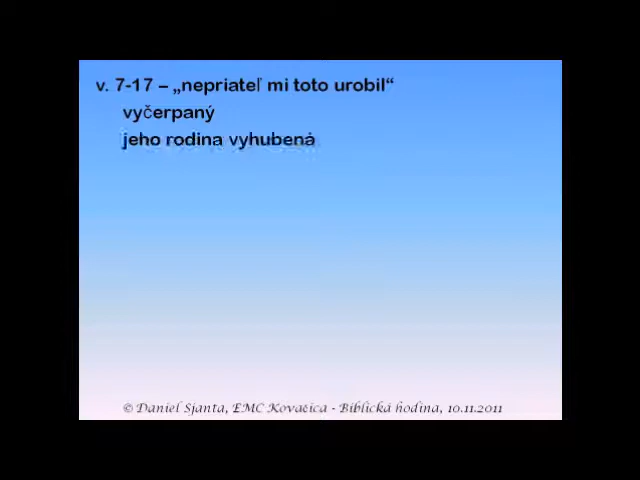 v. 7-17 – „nepriateľ mi toto urobil“
vyčerpaný
jeho rodina vyhubená
© Daniel Sjanta, EMC Kovačica - Biblická hodina, 10.11.2011